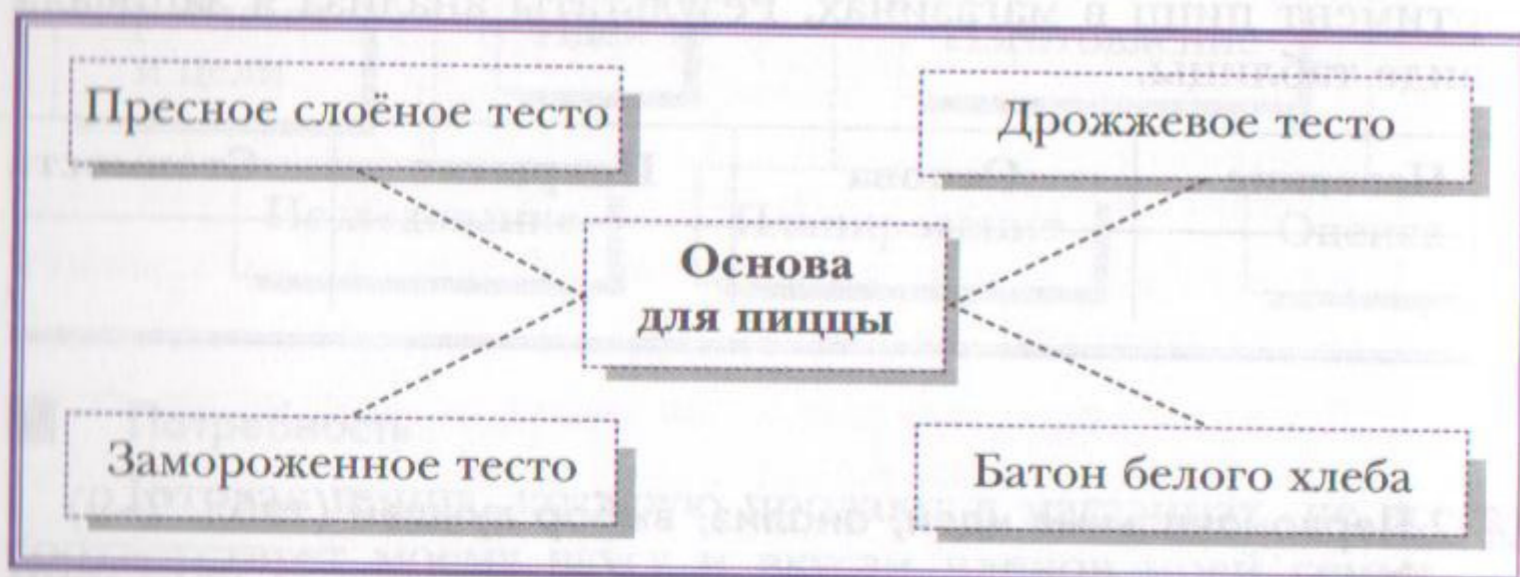 Пресное слоёное тесто
Дрожжевое тесто
Основа
для пиццы
Замороженное тесто
Батон белого хлеба